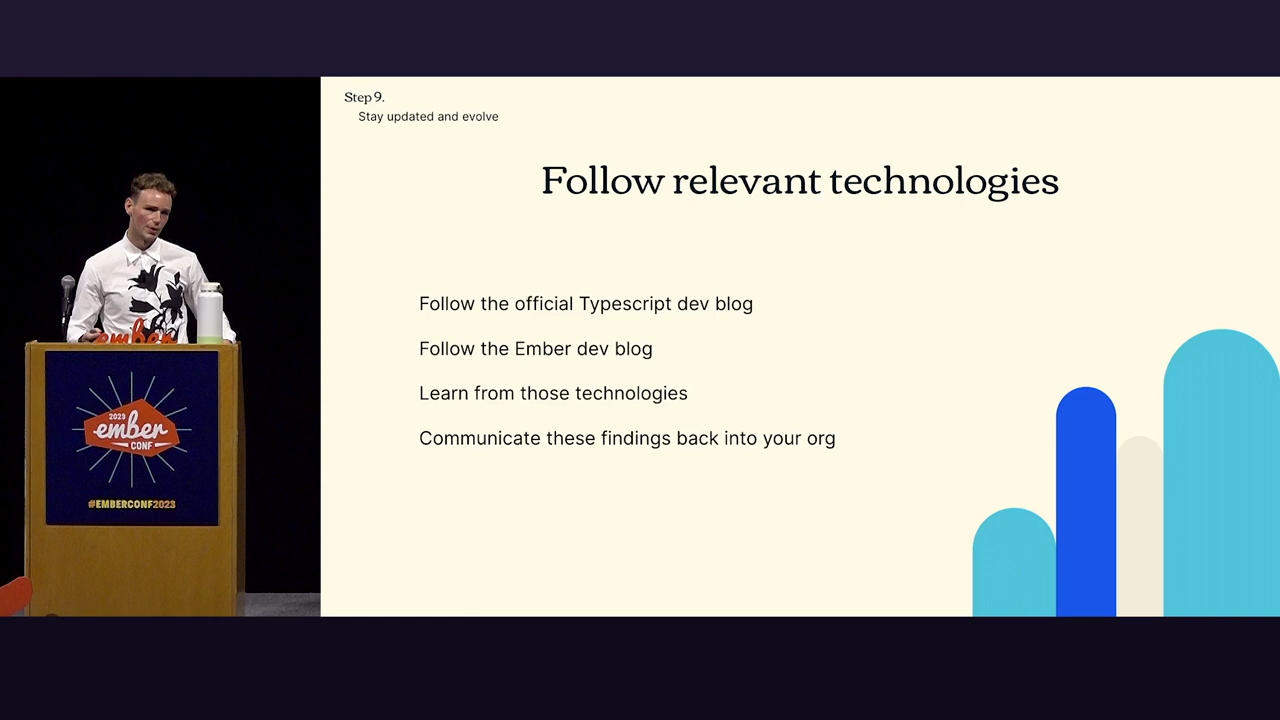 Step 9.
Stay updated and evolve
Follow relevant technologies
Follow the official Typescript dev blog
Follow the Ember dev blog
Learn from those technologies
Communicate these findings back into your org
ember
2023
ember
CONF
#EMBERCONF2023